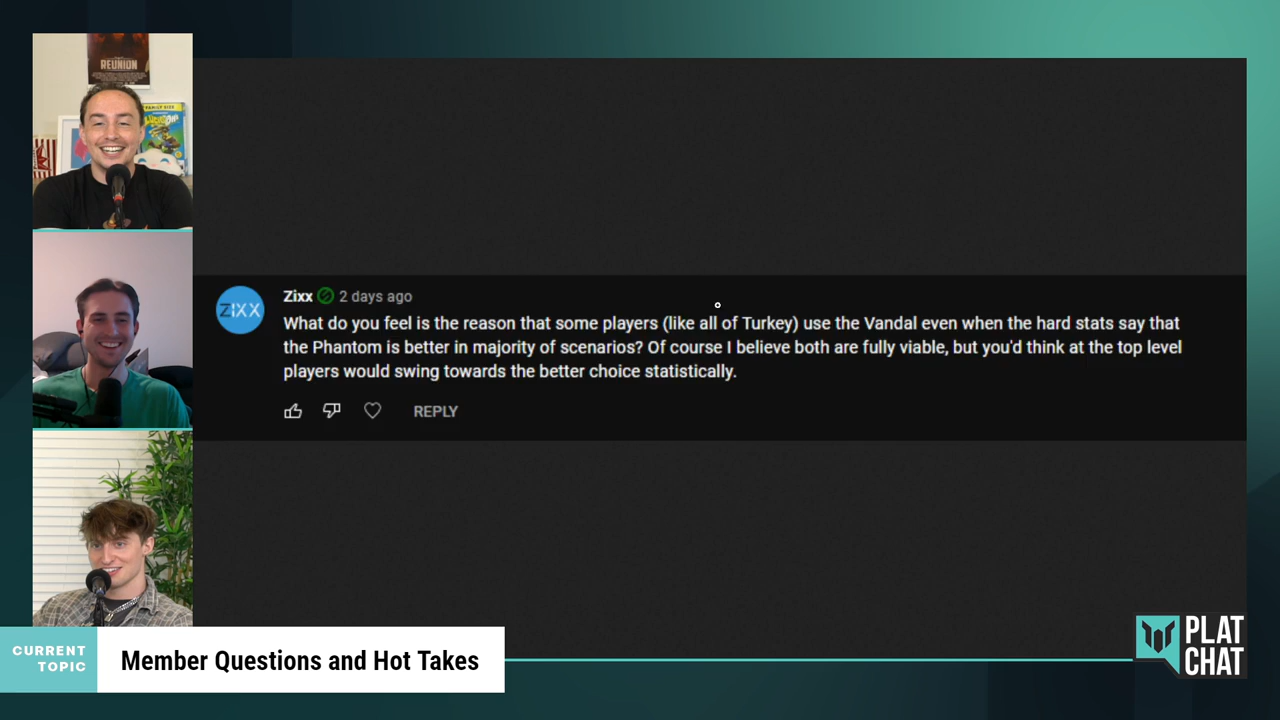 REUNION
FAMILY SIZE
ZIXX
Zixx 2 days ago
What do you feel is the reason that some players (like all of Turkey) use the Vandal even when the hard stats say that
the Phantom is better in majority of scenarios? Of course I believe both are fully viable, but you'd think at the top level
players would swing towards the better choice statistically.
REPLY
CURRENT
TOPIC
Member Questions and Hot Takes
PLAT
CHAT